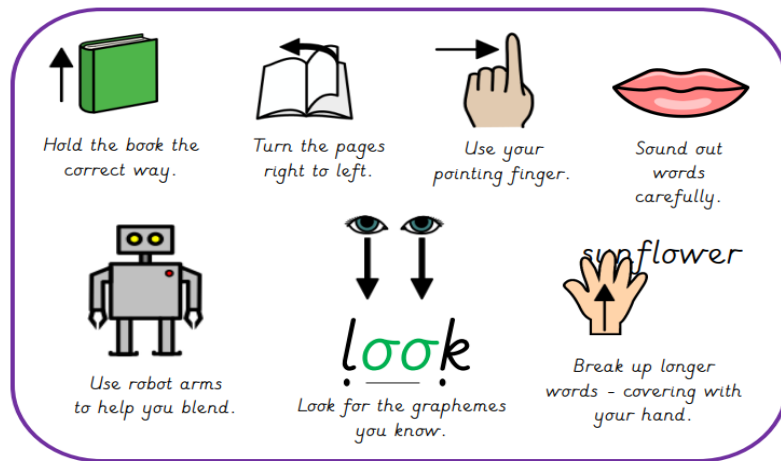 Hold the book the
correct way.
Turn the pages
right to left.
Use your
pointing finger.
Sound out
words
carefully.
Use robot arms
to help you blend.
look
Look for the graphemes
you know.
sunflower
Break up longer
words - covering with
your hand.